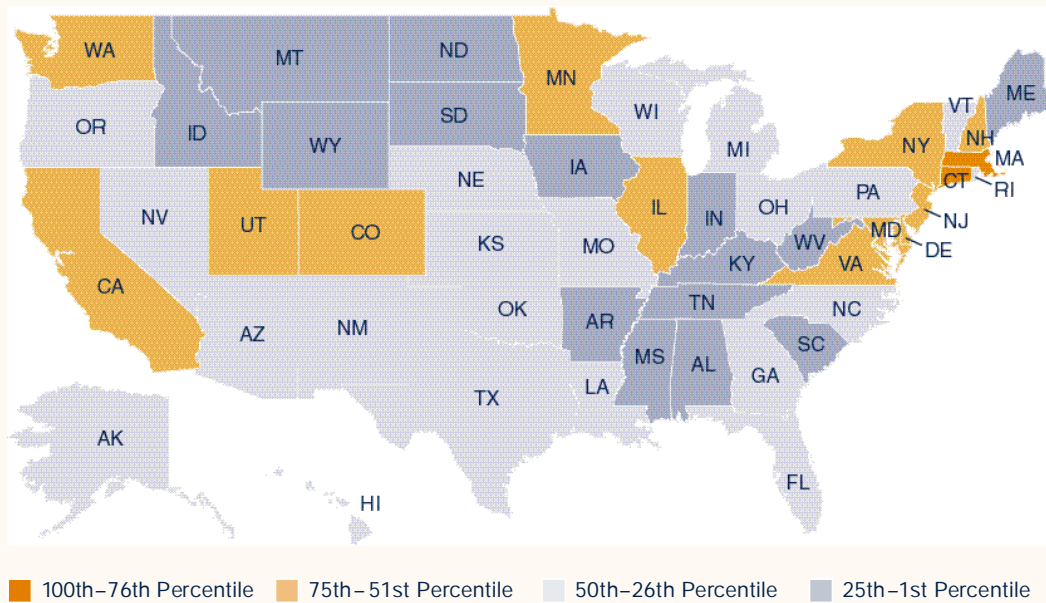 WA
MT
ND
MN
ME
OR
ID
SD
WI
VT
NH
WY
MI
NY
MA
IA
CT
RI
NE
PA
NV
UT
CO
IL
IN
OH
NJ
KS
MO
WV
MD
DE
KY
VA
CA
TN
NC
OK
AZ
NM
AR
SC
MS
AL
GA
LA
TX
AK
FL
HI
100th–76th Percentile
75th–51st Percentile
50th–26th Percentile
25th–1st Percentile